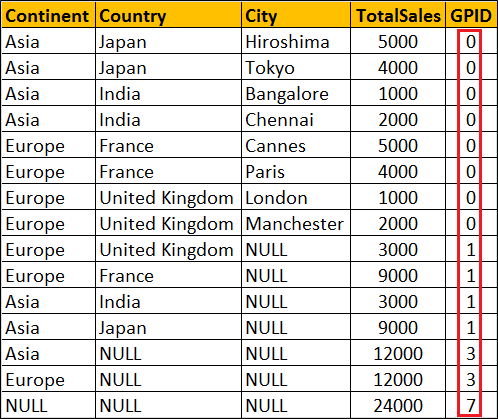 Continent Country City TotalSales GPID
Asia Japan Hiroshima 5000 0
Asia Japan Tokyo 4000 0
Asia India Bangalore 1000 0
Asia India Chennai 2000 0
Europe France Cannes 5000 0
Europe France Paris 4000 0
Europe United Kingdom London 1000 0
Europe United Kingdom Manchester 2000 0
Europe United Kingdom NULL 3000 1
Europe France NULL 9000 1
Asia India NULL 3000 1
Asia Japan NULL 9000 1
Asia NULL NULL 12000 3
Europe NULL NULL 12000 3
NULL NULL NULL 24000 7